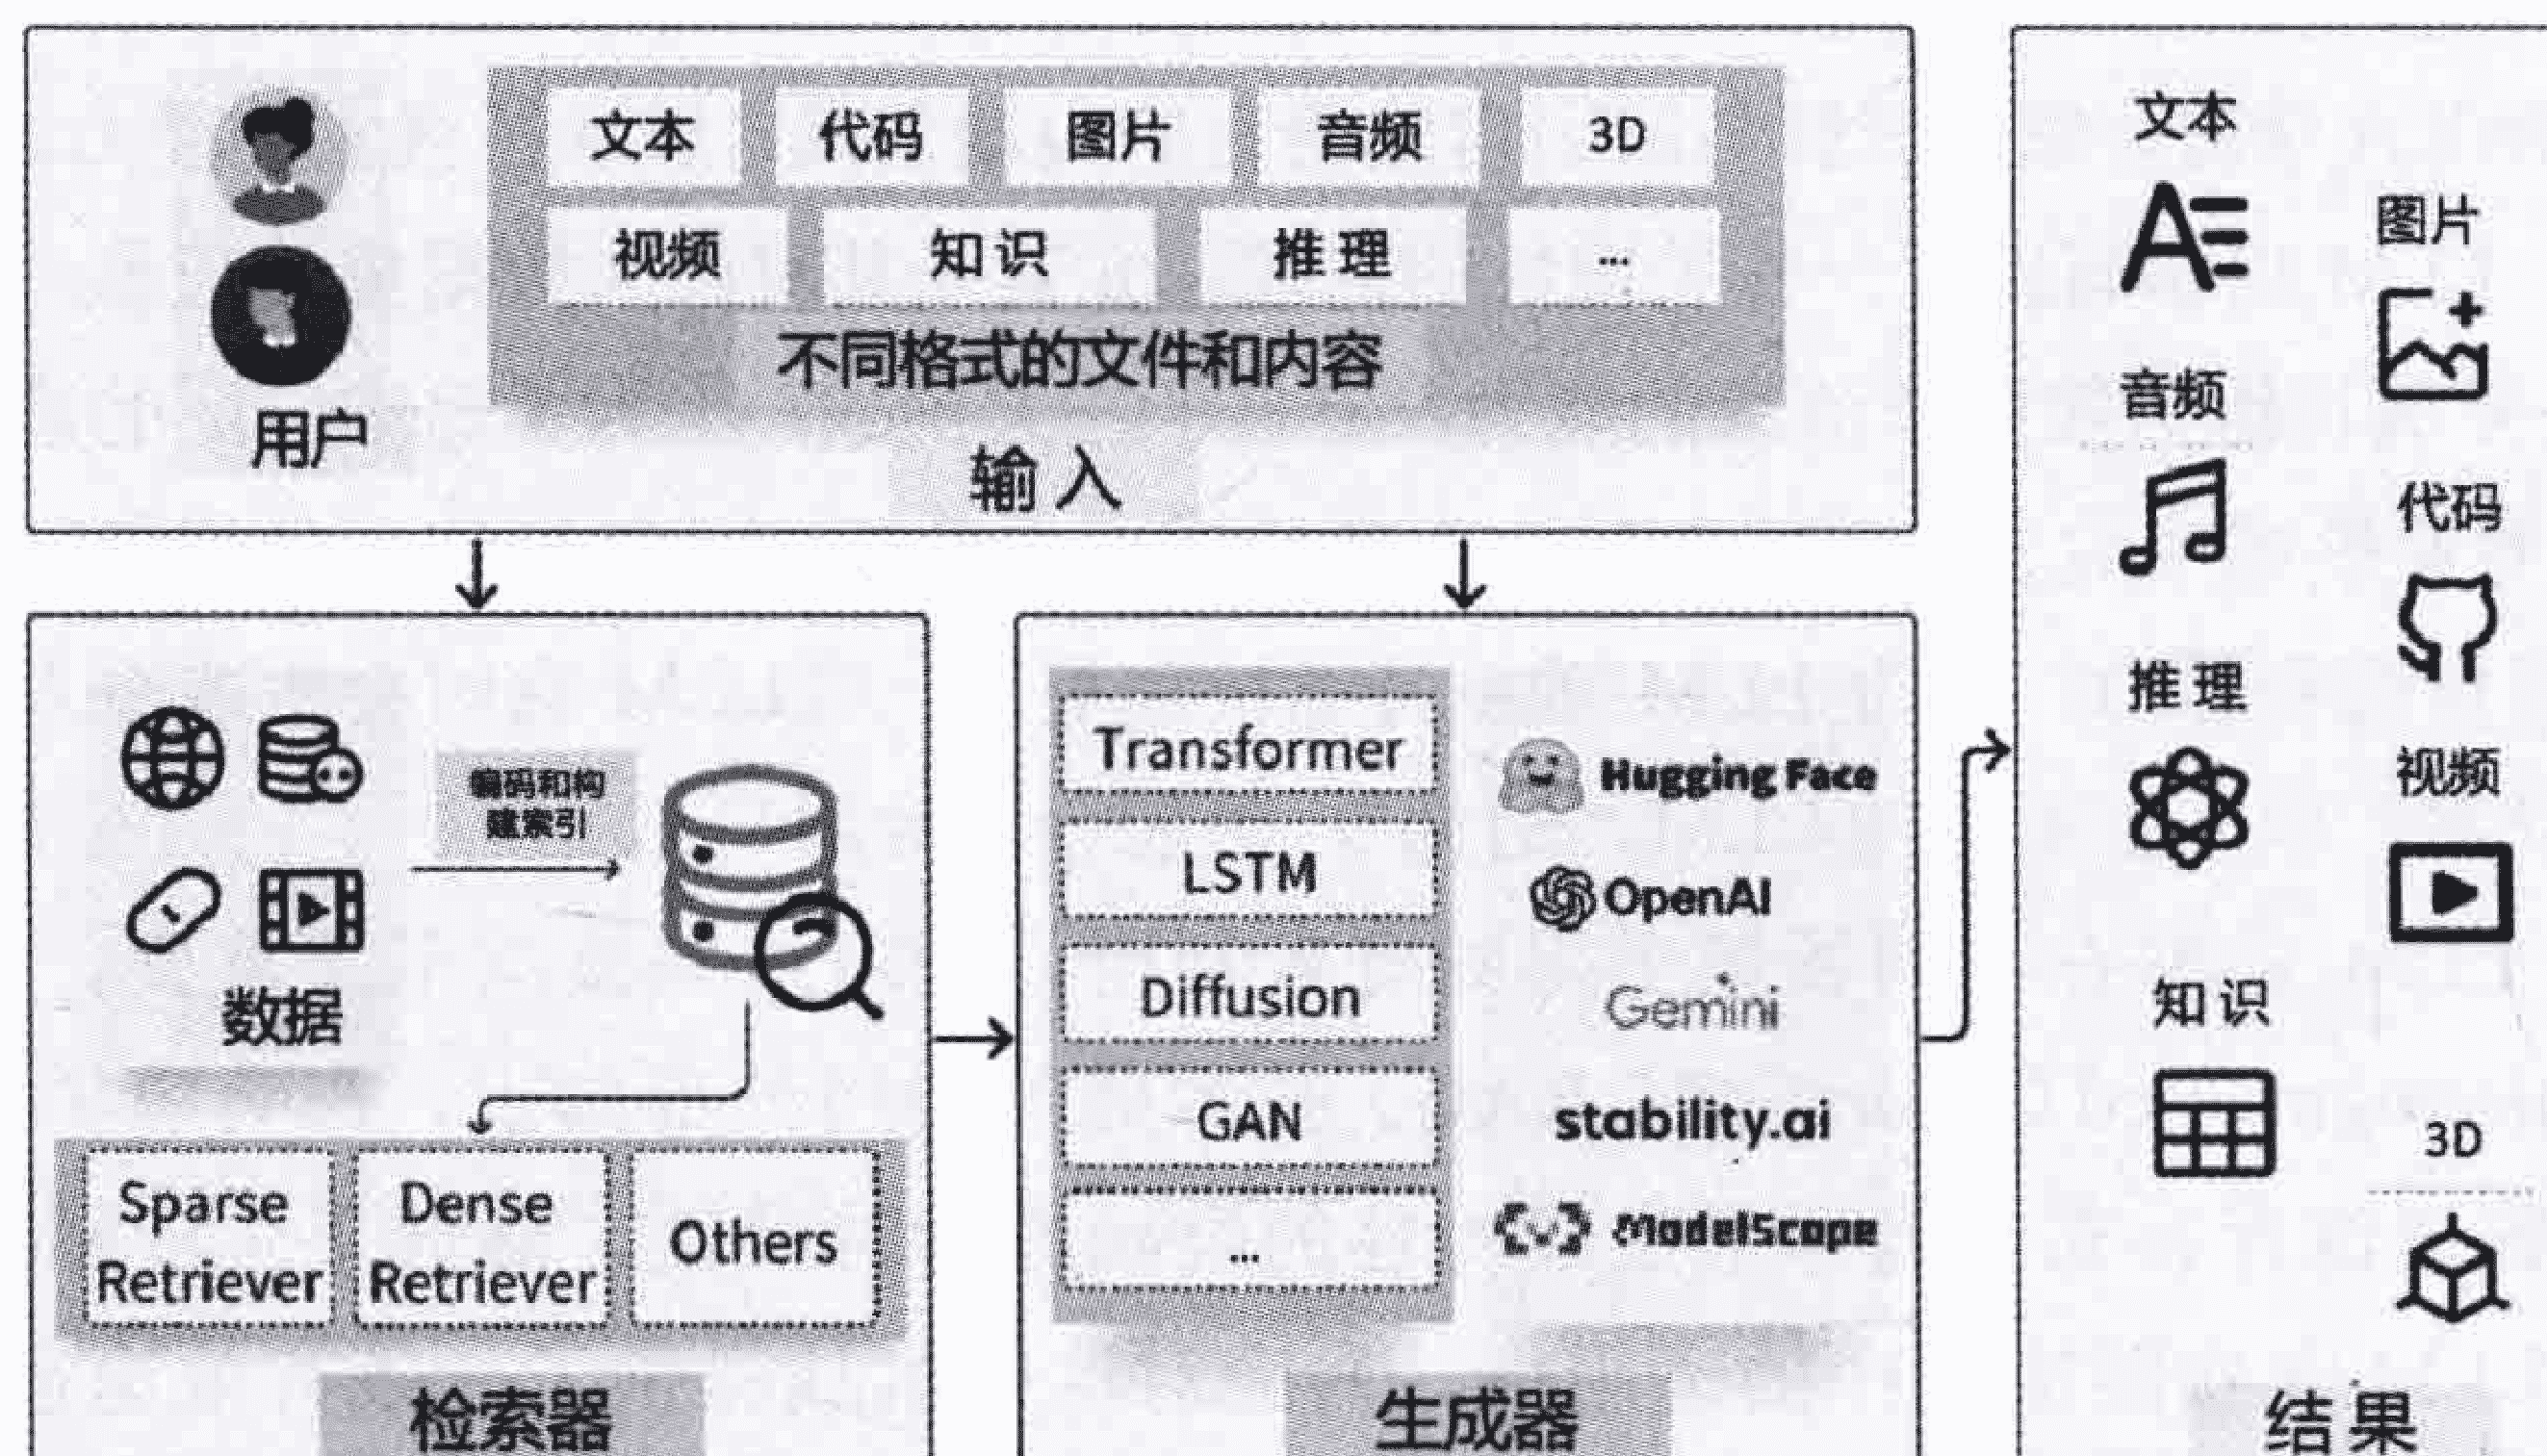 文本 代码 图片 音频 3D
视频 知识 推理 ...
不同格式的文件和内容
用户
输入
编码和构
建索引
数据
Sparse
Retriever
Dense
Retriever
Others
检索器
Transformer
LSTM
Diffusion
GAN
...
Hugging Face
OpenAI
Gemini
stability.ai
ModelScope
生成器
文本
图片
音频
代码
推理
视频
知识
3D
结果